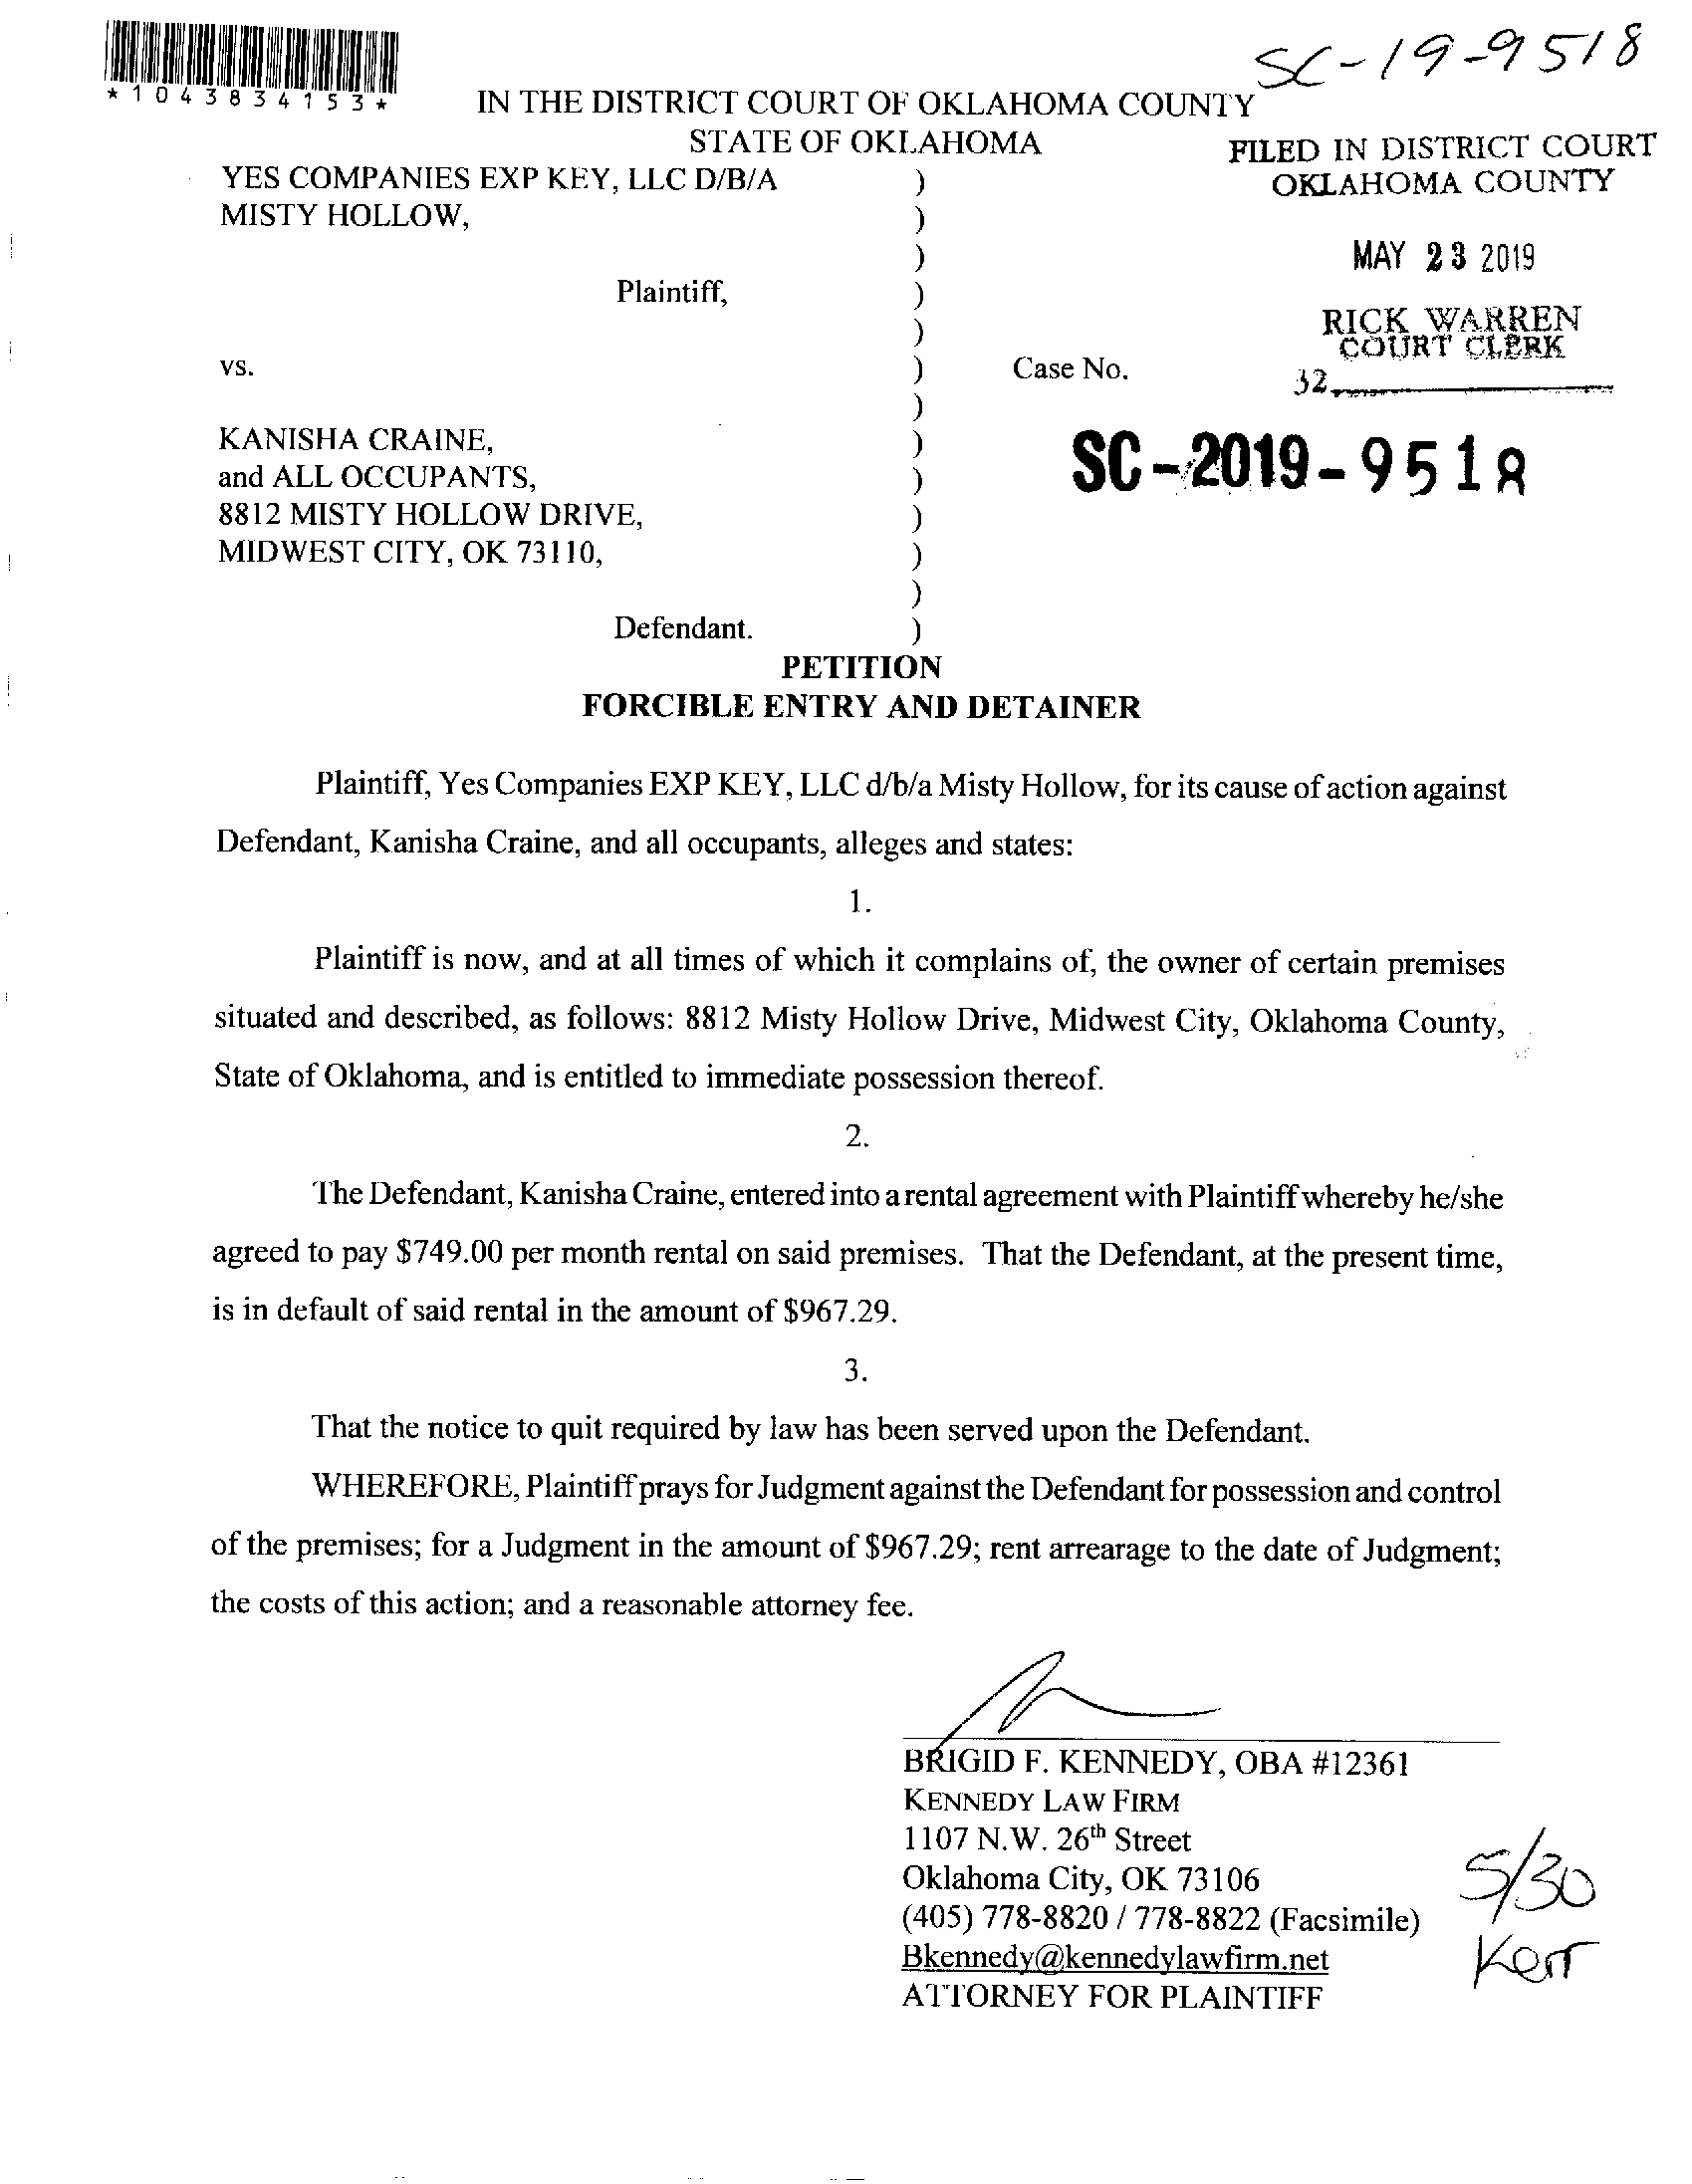 SC-19-9518
*1043834153*
IN THE DISTRICT COURT OF OKLAHOMA COUNTY
STATE OF OKLAHOMA
FILED IN DISTRICT COURT
OKLAHOMA COUNTY
MAY 23 2019
RICK WARREN
COURT CLERK
32
YES COMPANIES EXP KEY, LLC D/B/A )
MISTY HOLLOW, )
)
Plaintiff, )
)
vs. ) Case No.
)
SC-2019-9518
KANISHA CRAINE, )
and ALL OCCUPANTS, )
8812 MISTY HOLLOW DRIVE, )
MIDWEST CITY, OK 73110, )
)
Defendant. )
PETITION
FORCIBLE ENTRY AND DETAINER
Plaintiff, Yes Companies EXP KEY, LLC d/b/a Misty Hollow, for its cause of action against
Defendant, Kanisha Craine, and all occupants, alleges and states:
1.
Plaintiff is now, and at all times of which it complains of, the owner of certain premises
situated and described, as follows: 8812 Misty Hollow Drive, Midwest City, Oklahoma County,
State of Oklahoma, and is entitled to immediate possession thereof.
2.
The Defendant, Kanisha Craine, entered into a rental agreement with Plaintiff whereby he/she
agreed to pay $749.00 per month rental on said premises. That the Defendant, at the present time,
is in default of said rental in the amount of $967.29.
3.
That the notice to quit required by law has been served upon the Defendant.
WHEREFORE, Plaintiff prays for Judgment against the Defendant for possession and control
of the premises; for a Judgment in the amount of $967.29; rent arrearage to the date of Judgment;
the costs of this action; and a reasonable attorney fee.
BRIGID F. KENNEDY, OBA #12361
KENNEDY LAW FIRM
1107 N.W. 26th Street
Oklahoma City, OK 73106
(405) 778-8820 / 778-8822 (Facsimile)
Bkennedy@kennedylawfirm.net
ATTORNEY FOR PLAINTIFF
5/30
Kerr